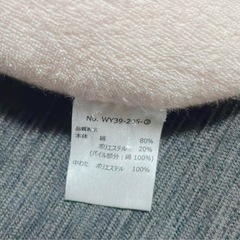 No. WY39-205-②
品質表示
本体 綿 80%
ポリエステル 20%
(パイル部分:綿 100%)
中わた ポリエステル 100%